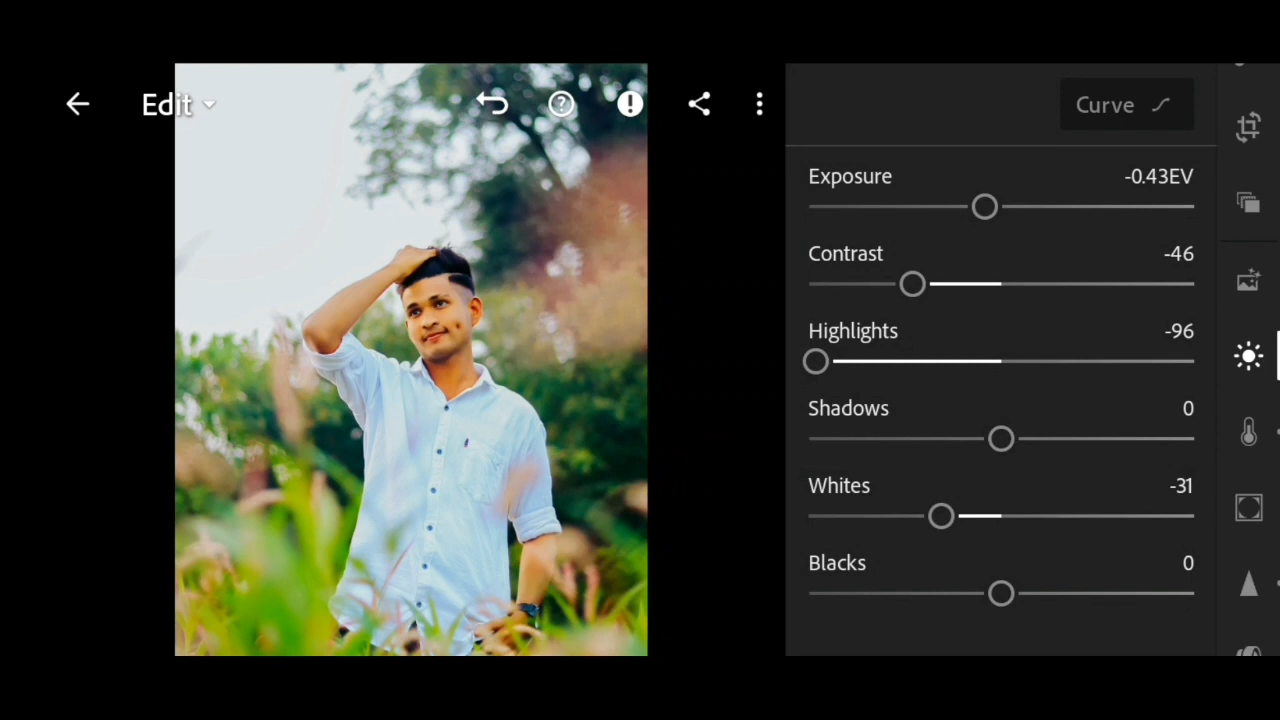 Edit
Curve
Exposure -0.43EV
Contrast -46
Highlights -96
Shadows 0
Whites -31
Blacks 0